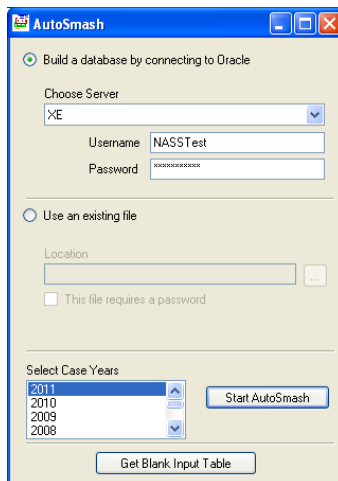 AutoSmash
Build a database by connecting to Oracle
Choose Server
XE
Username NASSTest
Password ***********
Use an existing file
Location
...
This file requires a password
Select Case Years
2011
2010
2009
2008
Start AutoSmash
Get Blank Input Table